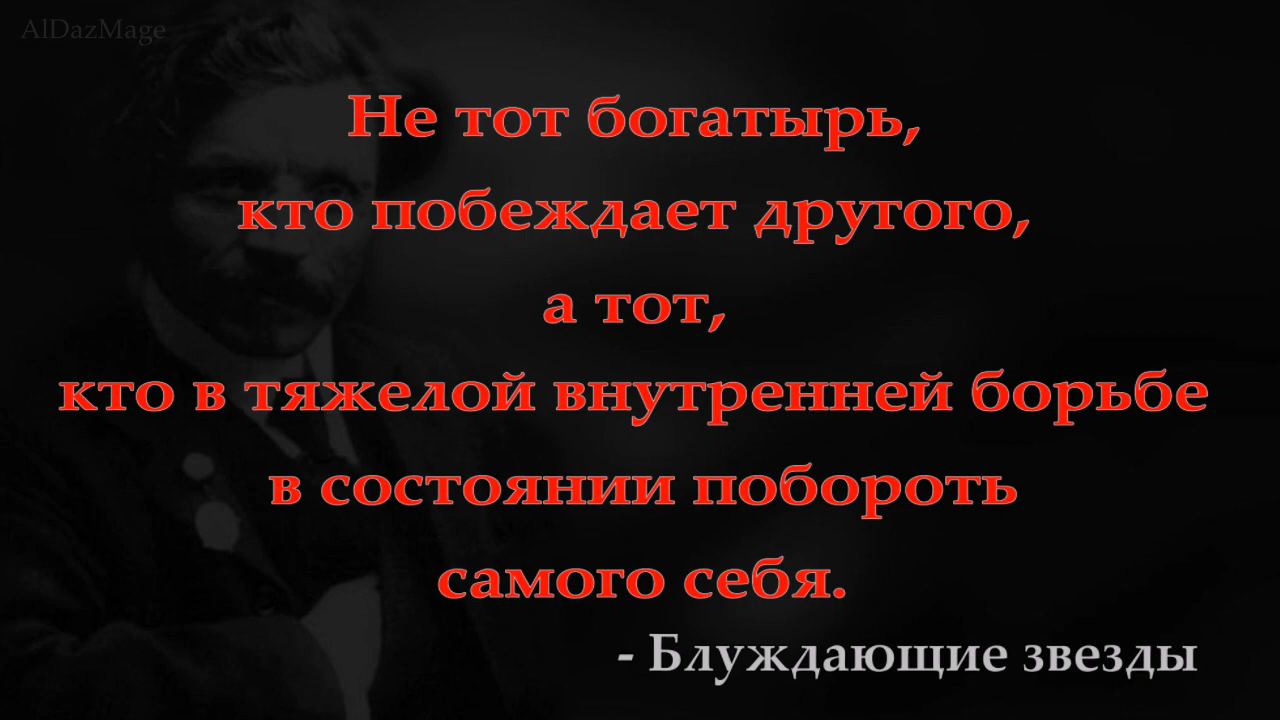 AlDazMage
Не тот богатырь,
кто побеждает другого,
а тот,
кто в тяжелой внутренней борьбе
в состоянии побороть
самого себя.
- Блуждающие звезды